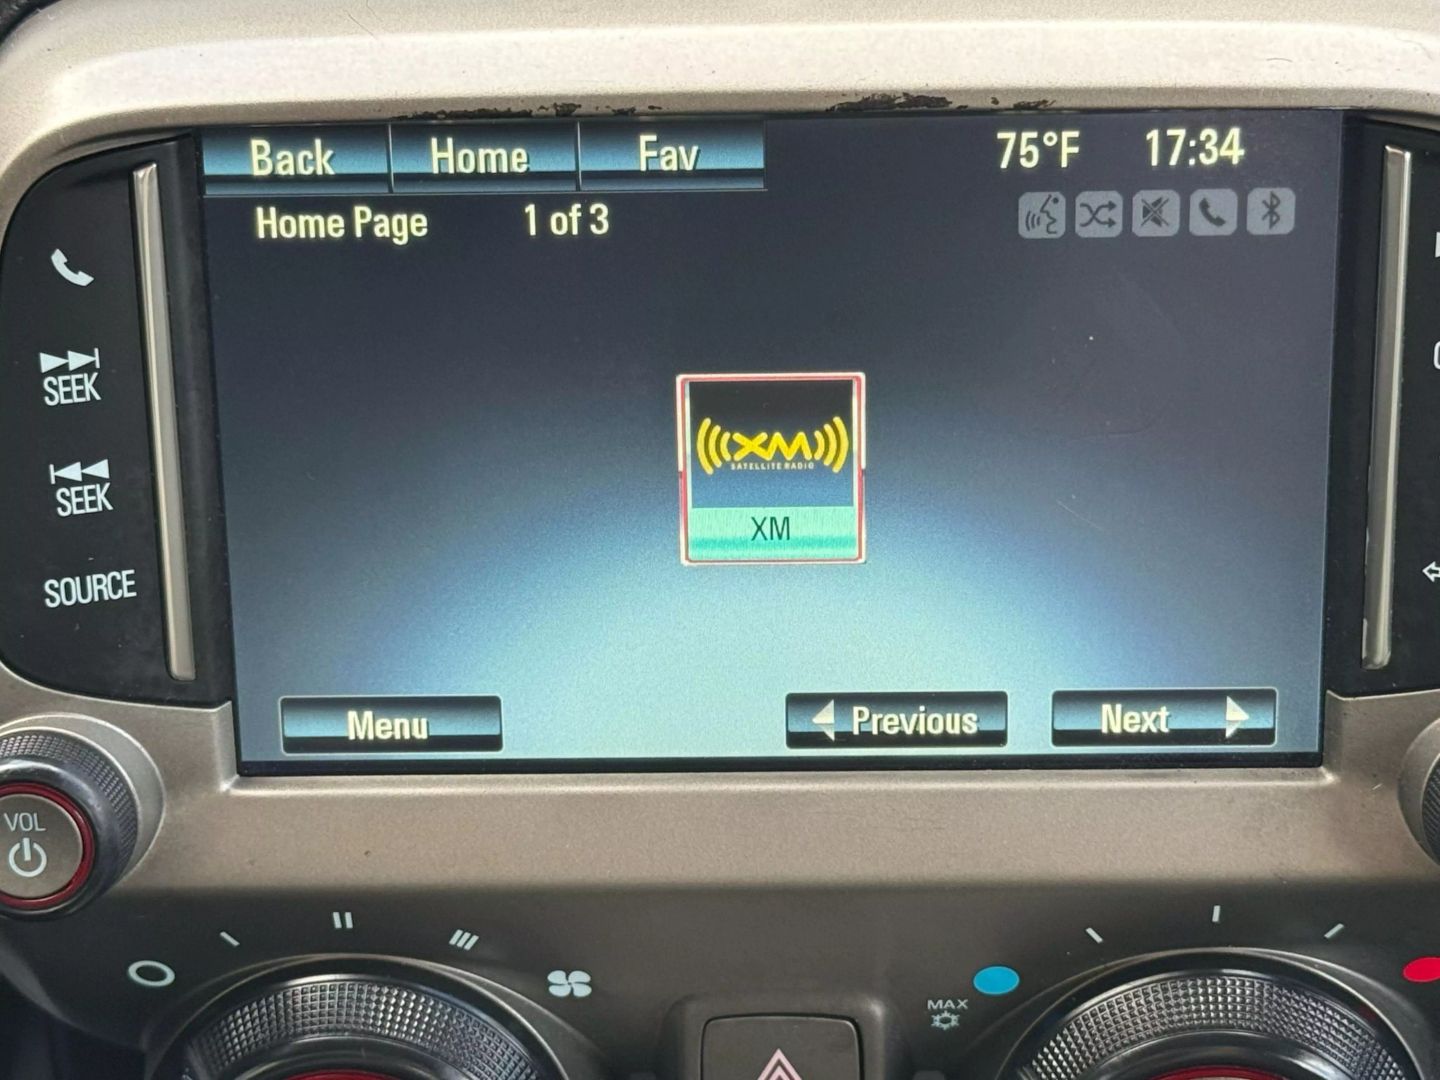 Back Home Fav 75°F 17:34
Home Page 1 of 3
SEEK
SEEK
SOURCE
XM
SATELLITE RADIO
XM
Menu Previous Next
VOL
MAX